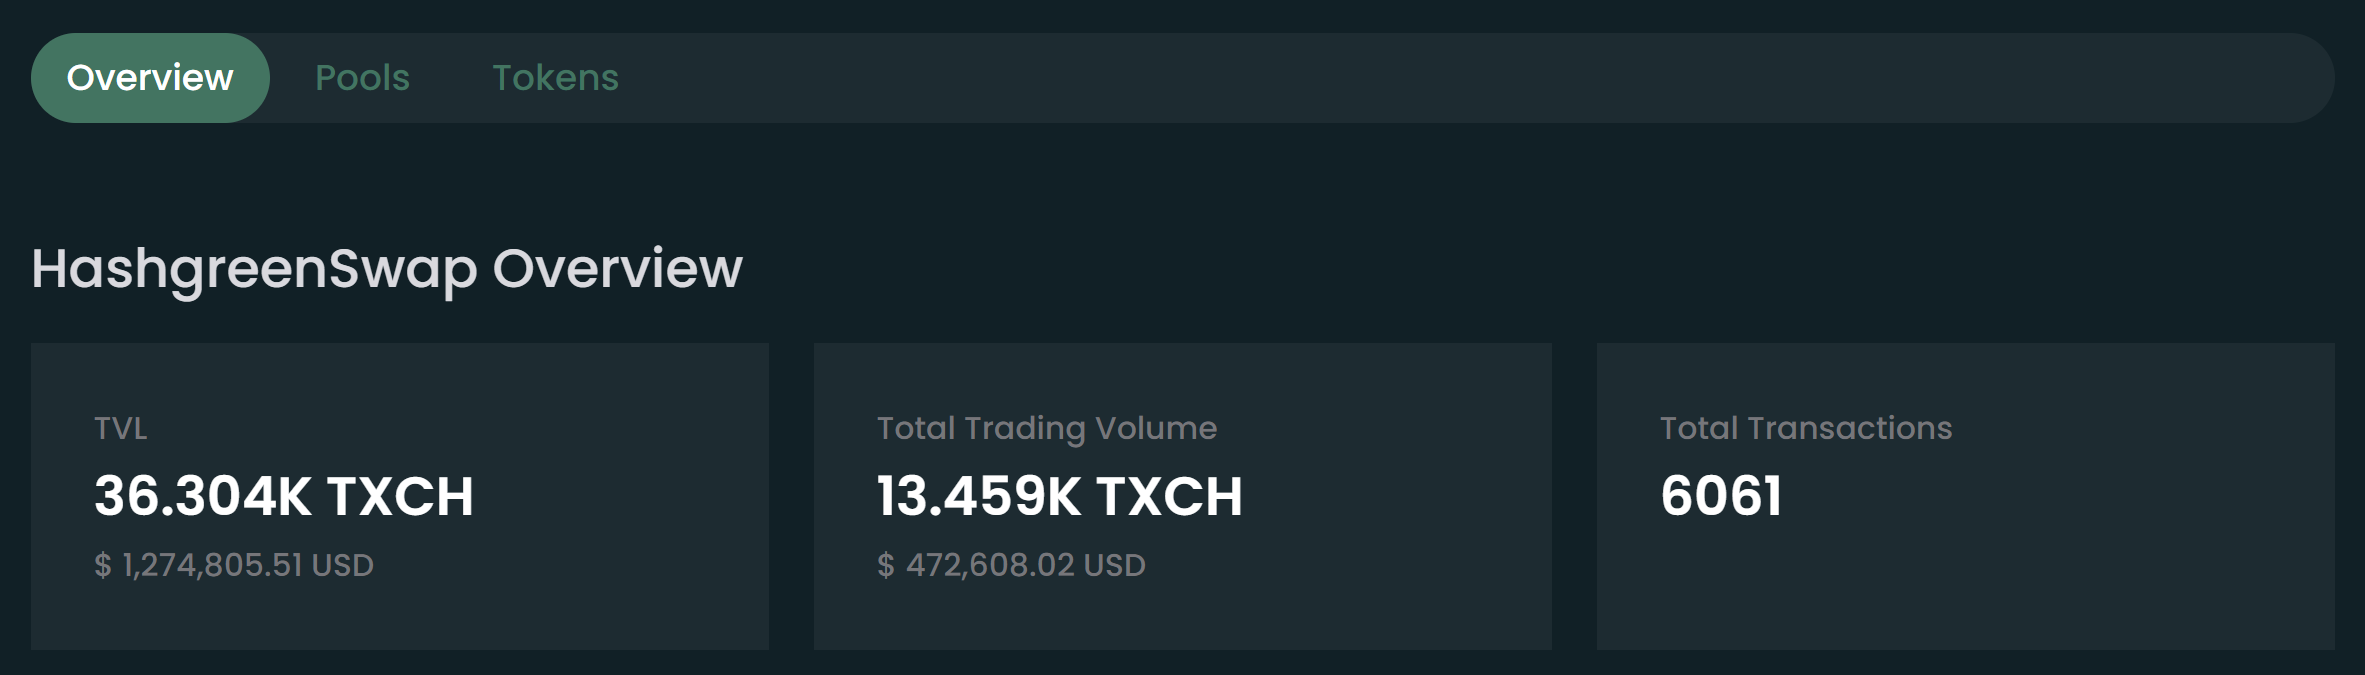 Overview Pools Tokens
HashgreenSwap Overview
TVL
36.304K TXCH
$ 1,274,805.51 USD
Total Trading Volume
13.459K TXCH
$ 472,608.02 USD
Total Transactions
6061